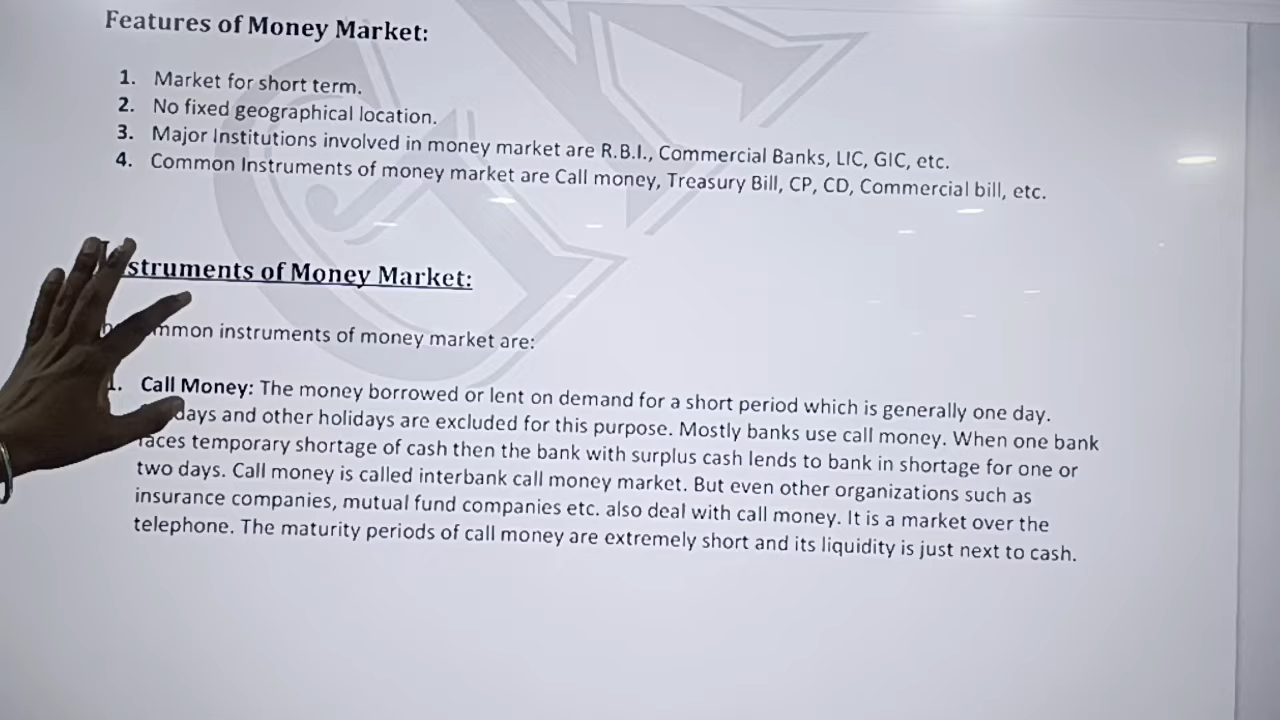 Features of Money Market:
1. Market for short term.
2. No fixed geographical location.
3. Major Institutions involved in money market are R.B.I., Commercial Banks, LIC, GIC, etc.
4. Common Instruments of money market are Call money, Treasury Bill, CP, CD, Commercial bill, etc.
struments of Money Market:
mmon instruments of money market are:
1. Call Money: The money borrowed or lent on demand for a short period which is generally one day.
days and other holidays are excluded for this purpose. Mostly banks use call money. When one bank
faces temporary shortage of cash then the bank with surplus cash lends to bank in shortage for one or
two days. Call money is called interbank call money market. But even other organizations such as
insurance companies, mutual fund companies etc. also deal with call money. It is a market over the
telephone. The maturity periods of call money are extremely short and its liquidity is just next to cash.